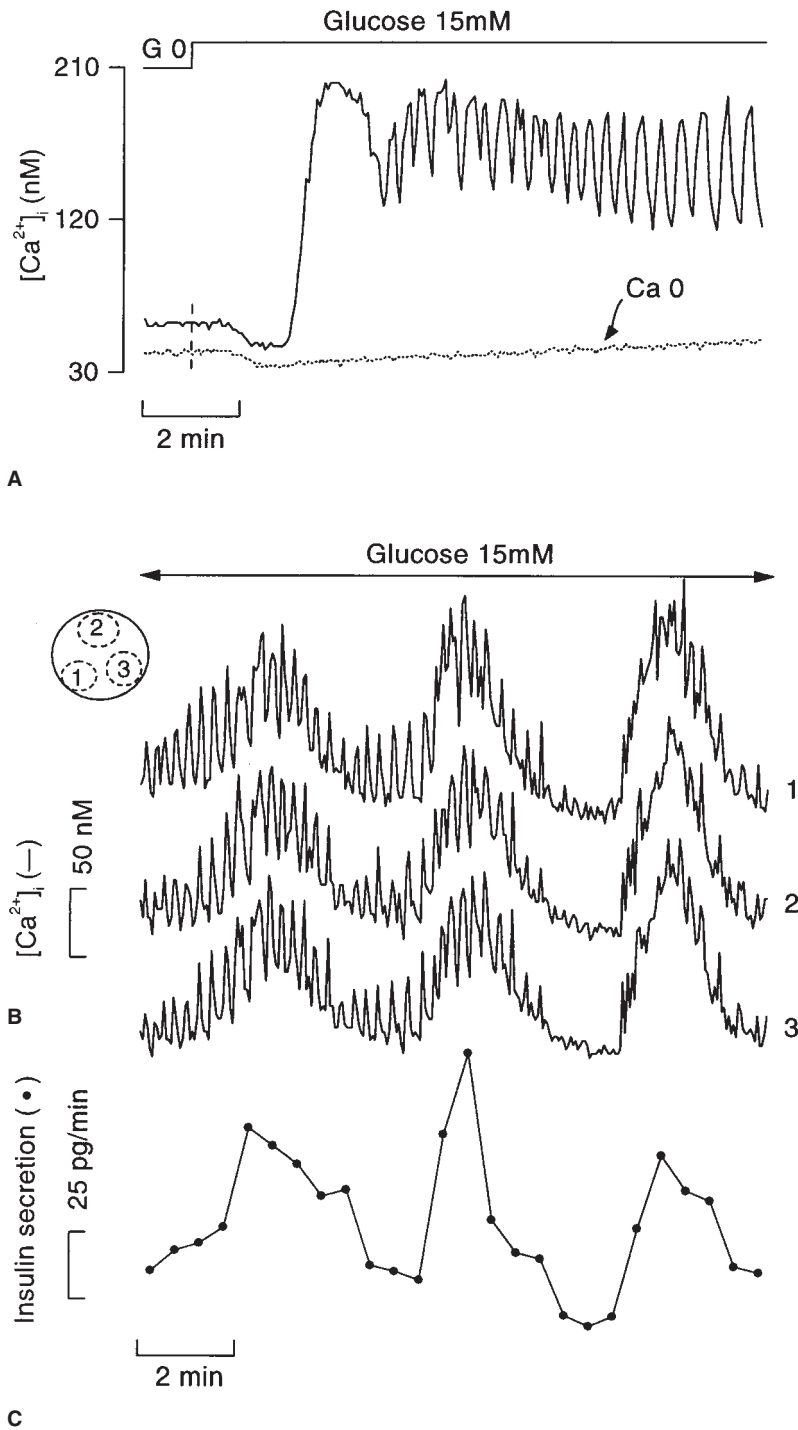 Glucose 15mM
G 0
210
120
30
[Ca²⁺]ᵢ (nM)
Ca 0
2 min
A
Glucose 15mM
2
1
3
1
2
3
50 nM
[Ca²⁺]ᵢ (—)
B
25 pg/min
Insulin secretion (•)
2 min
C